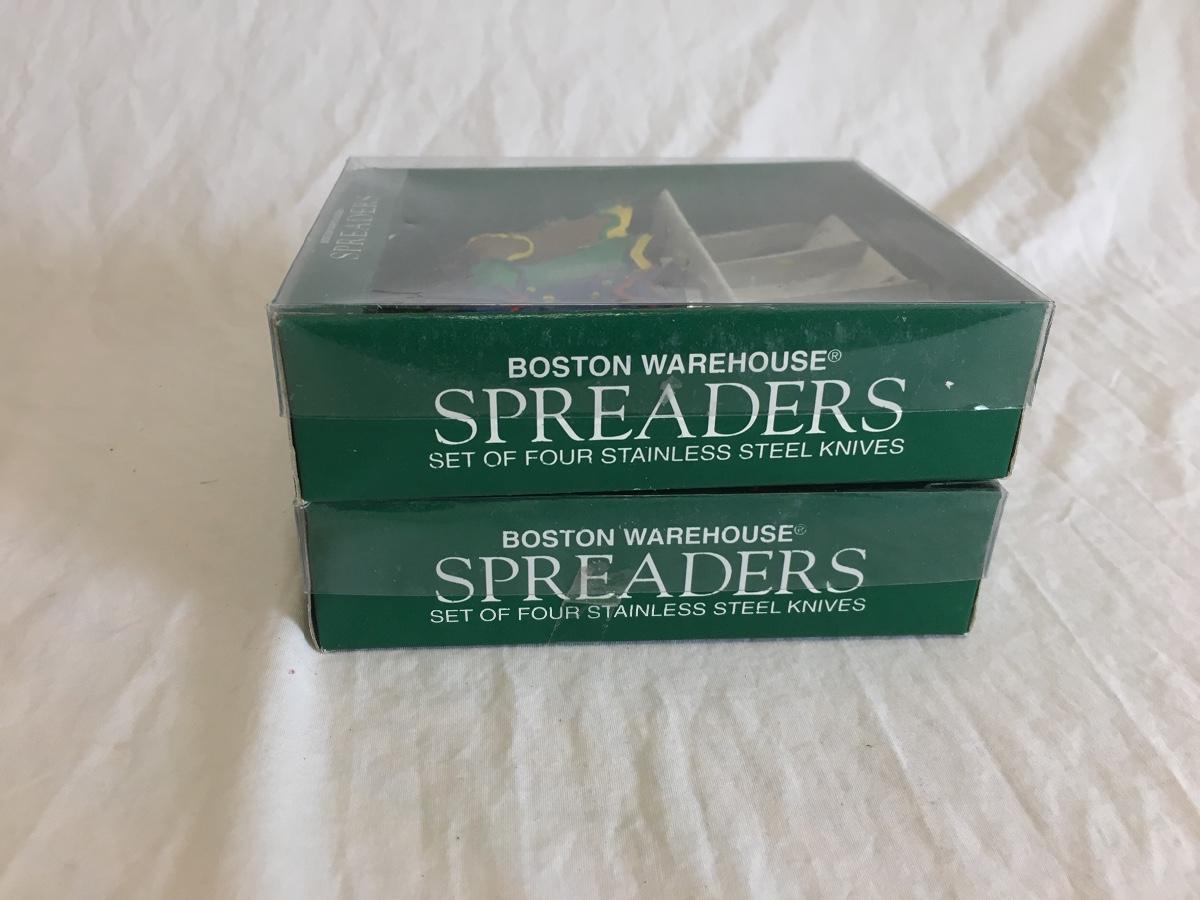 SPREADERS
BOSTON WAREHOUSE®
SPREADERS
SET OF FOUR STAINLESS STEEL KNIVES
BOSTON WAREHOUSE®
SPREADERS
SET OF FOUR STAINLESS STEEL KNIVES